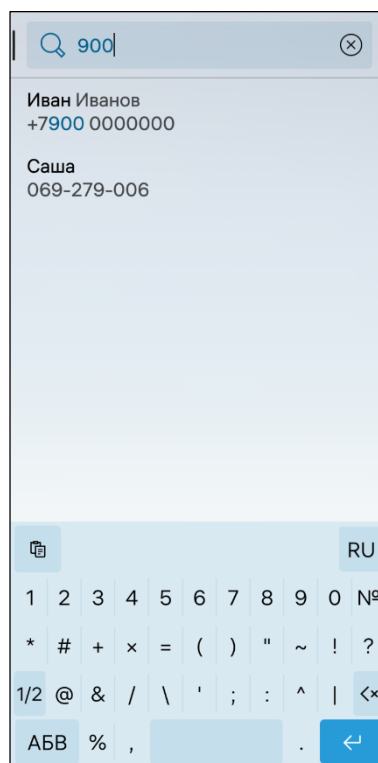 900
Иван Иванов
+7900 0000000
Саша
069-279-006
RU
1 2 3 4 5 6 7 8 9 0 №
* # + × = ( ) " ~ ! ?
1/2 @ & / \ ' ; : ^ |
АБВ % , .